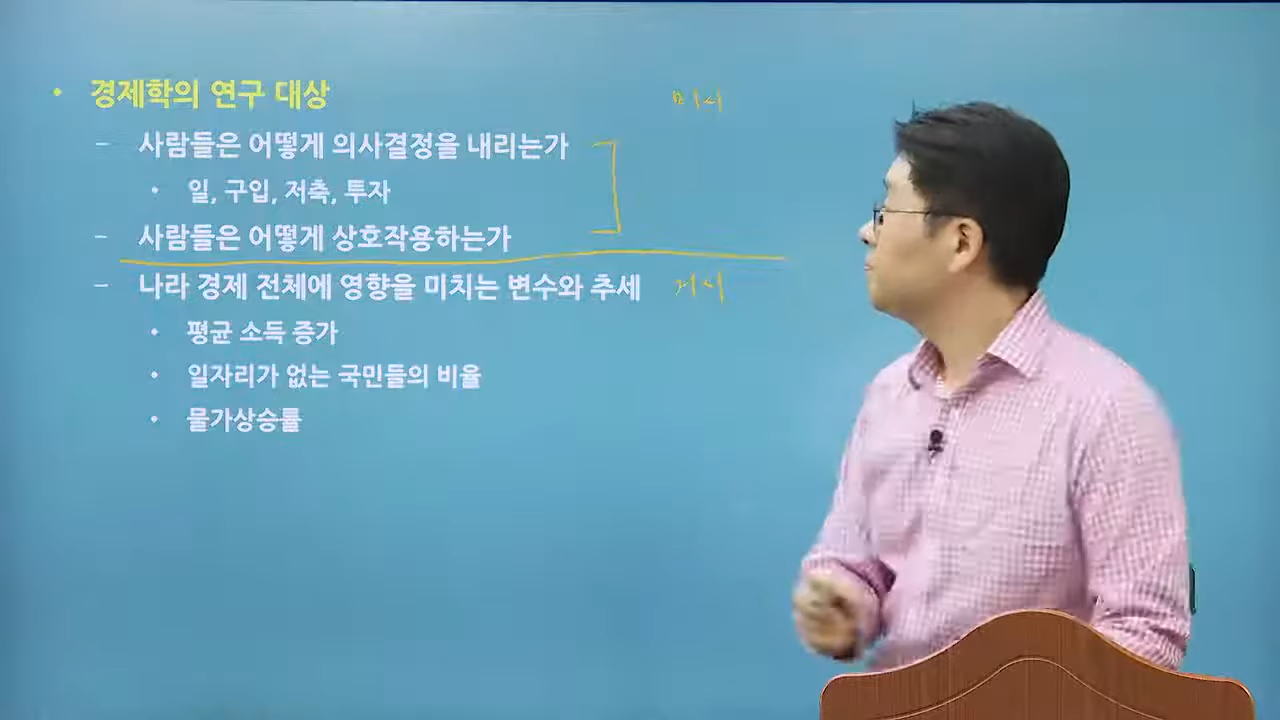 • 경제학의 연구 대상
미시
– 사람들은 어떻게 의사결정을 내리는가
• 일, 구입, 저축, 투자
– 사람들은 어떻게 상호작용하는가
– 나라 경제 전체에 영향을 미치는 변수와 추세 거시
• 평균 소득 증가
• 일자리가 없는 국민들의 비율
• 물가상승률